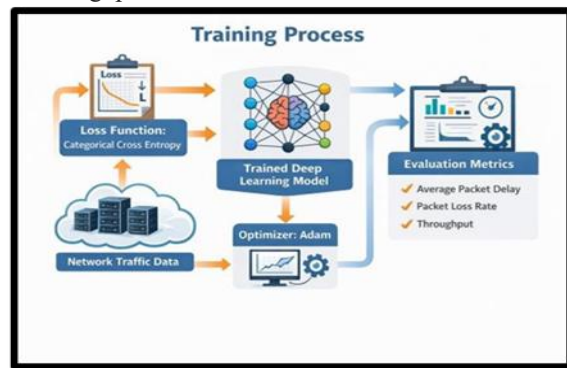 Training Process
Loss
L
Loss Function:
Categorical Cross Entropy
Trained Deep
Learning Model
Evaluation Metrics
Average Packet Delay
Packet Loss Rate
Throughput
Network Traffic Data
Optimizer: Adam